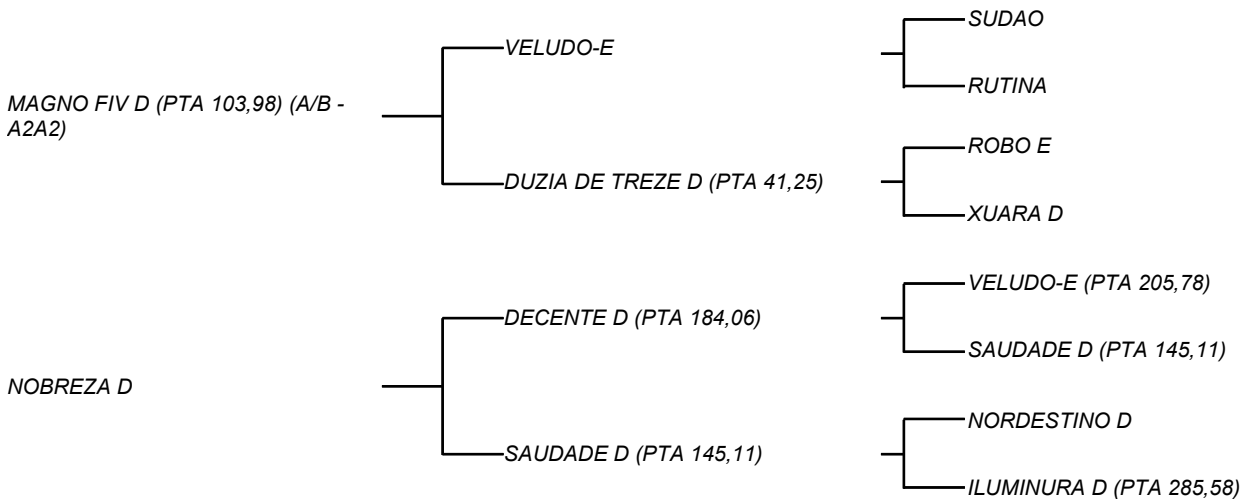 SUDAO
VELUDO-E
RUTINA
MAGNO FIV D (PTA 103,98) (A/B -
A2A2)
ROBO E
DUZIA DE TREZE D (PTA 41,25)
XUARA D
VELUDO-E (PTA 205,78)
DECENTE D (PTA 184,06)
SAUDADE D (PTA 145,11)
NOBREZA D
NORDESTINO D
SAUDADE D (PTA 145,11)
ILUMINURA D (PTA 285,58)